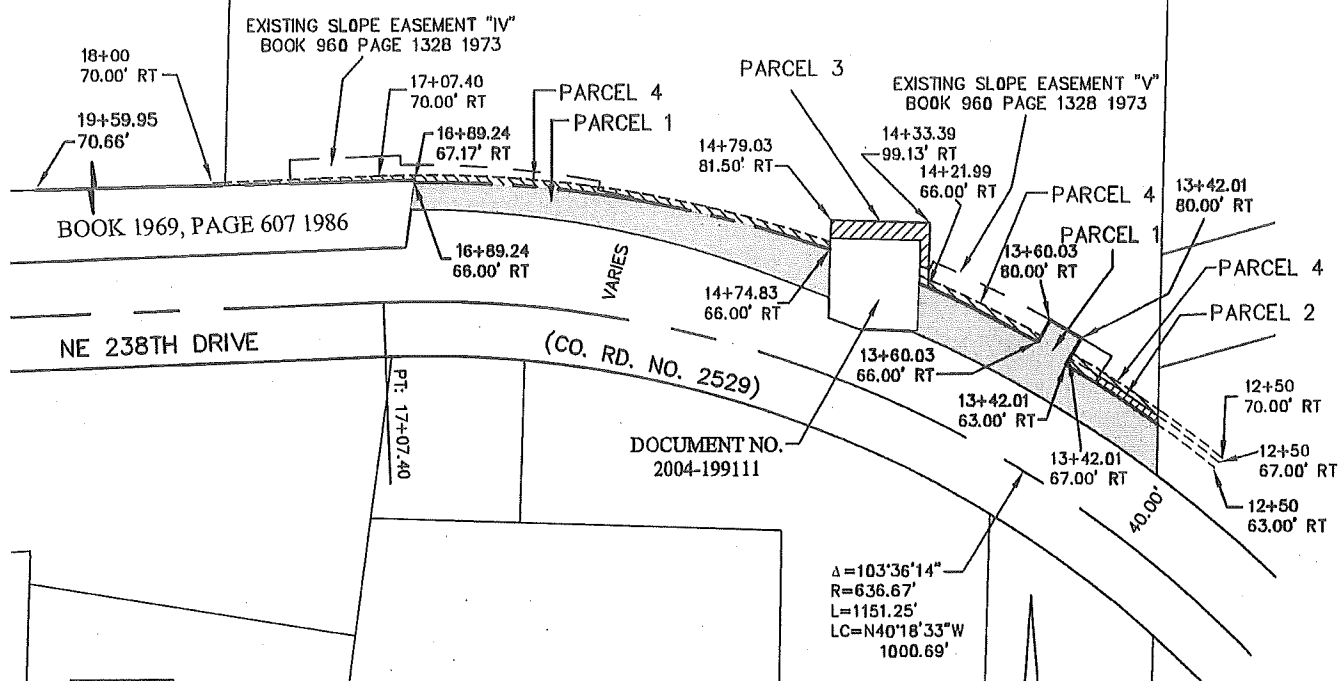 EXISTING SLOPE EASEMENT "IV"
BOOK 960 PAGE 1328 1973
18+00
70.00' RT
19+59.95
70.66'
17+07.40
70.00' RT
PARCEL 4
PARCEL 1
16+89.24
67.17' RT
PARCEL 3
EXISTING SLOPE EASEMENT "V"
BOOK 960 PAGE 1328 1973
14+79.03
81.50' RT
14+33.39
99.13' RT
14+21.99
66.00' RT
PARCEL 4
13+42.01
80.00' RT
PARCEL 1
13+60.03
80.00' RT
PARCEL 4
PARCEL 2
BOOK 1969, PAGE 607 1986
16+89.24
66.00' RT
VARIES
14+74.83
66.00' RT
13+60.03
66.00' RT
13+42.01
63.00' RT
13+42.01
67.00' RT
12+50
70.00' RT
12+50
67.00' RT
12+50
63.00' RT
NE 238TH DRIVE
(CO. RD. NO. 2529)
PT: 17+07.40
DOCUMENT NO.
2004-199111
40.00'
Δ=103°36'14"
R=636.67'
L=1151.25'
LC=N40°18'33"W
1000.69'